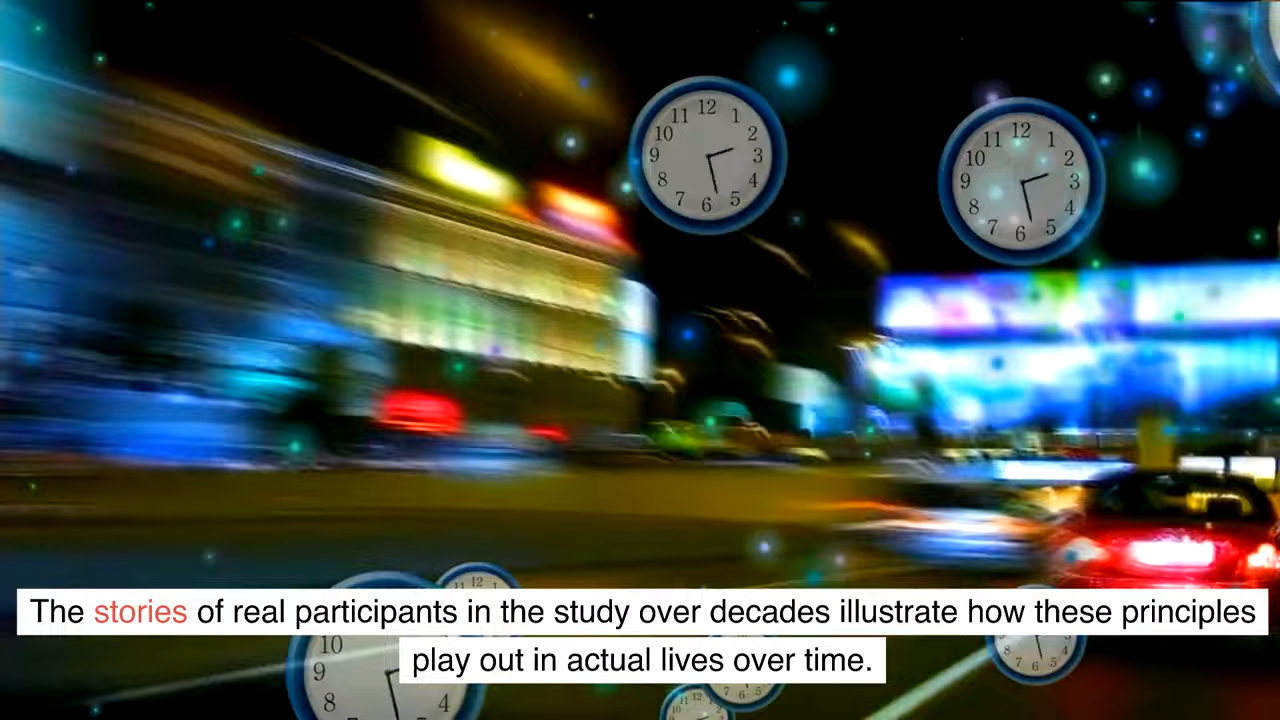 The stories of real participants in the study over decades illustrate how these principles
play out in actual lives over time.